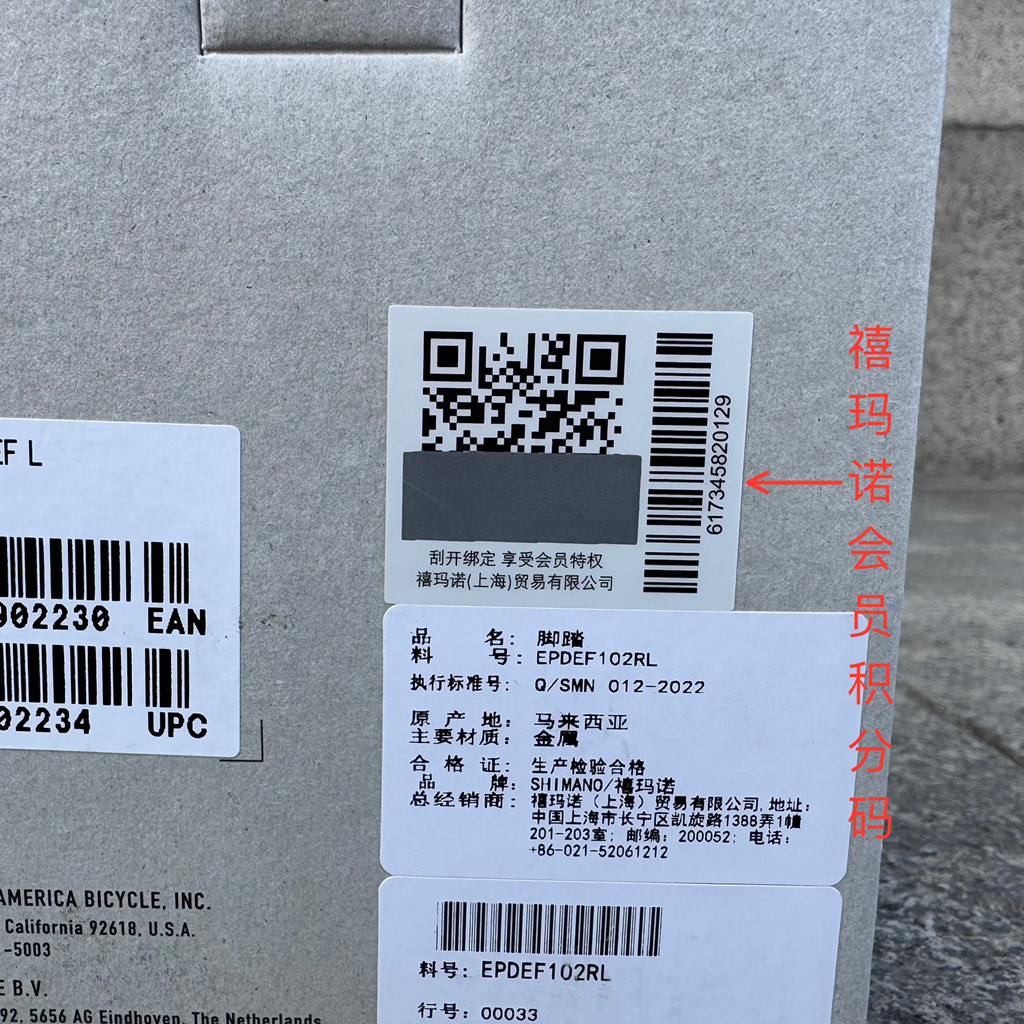 EF L
902230 EAN
02234 UPC
AMERICA BICYCLE, INC.
California 92618, U.S.A.
-5003
E B.V.
92, 5656 AG Eindhoven, The Netherlands
617345820129
刮开绑定 享受会员特权
禧玛诺(上海)贸易有限公司
禧玛诺会员积分码
品 名: 脚踏
料 号: EPDEF102RL
执行标准号: Q/SMN 012-2022
原 产 地: 马来西亚
主要材质: 金属
合 格 证: 生产检验合格
品 牌: SHIMANO/禧玛诺
总经销商: 禧玛诺（上海）贸易有限公司,地址:
中国上海市长宁区凯旋路1388弄1幢
201-203室; 邮编: 200052; 电话:
+86-021-52061212
料号: EPDEF102RL
行号: 00033